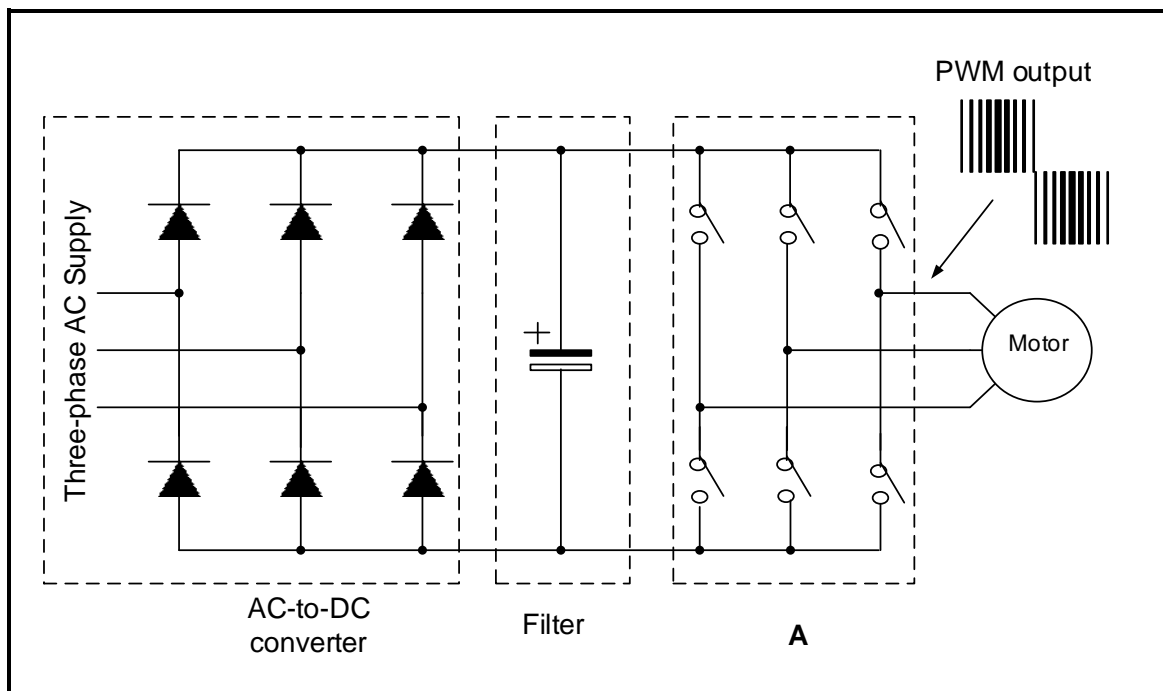 PWM output
Three-phase AC Supply
Motor
AC-to-DC
converter
Filter
A